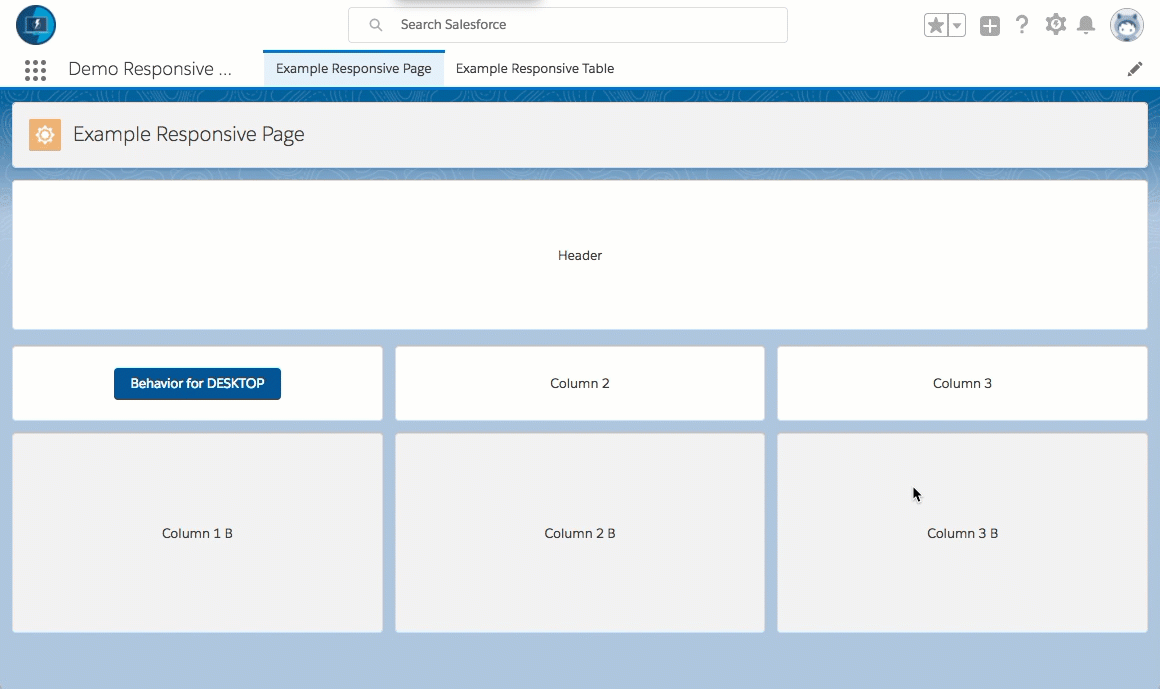 Search Salesforce
Demo Responsive ...
Example Responsive Page
Example Responsive Table
Example Responsive Page
Header
Behavior for DESKTOP
Column 2
Column 3
Column 1 B
Column 2 B
Column 3 B